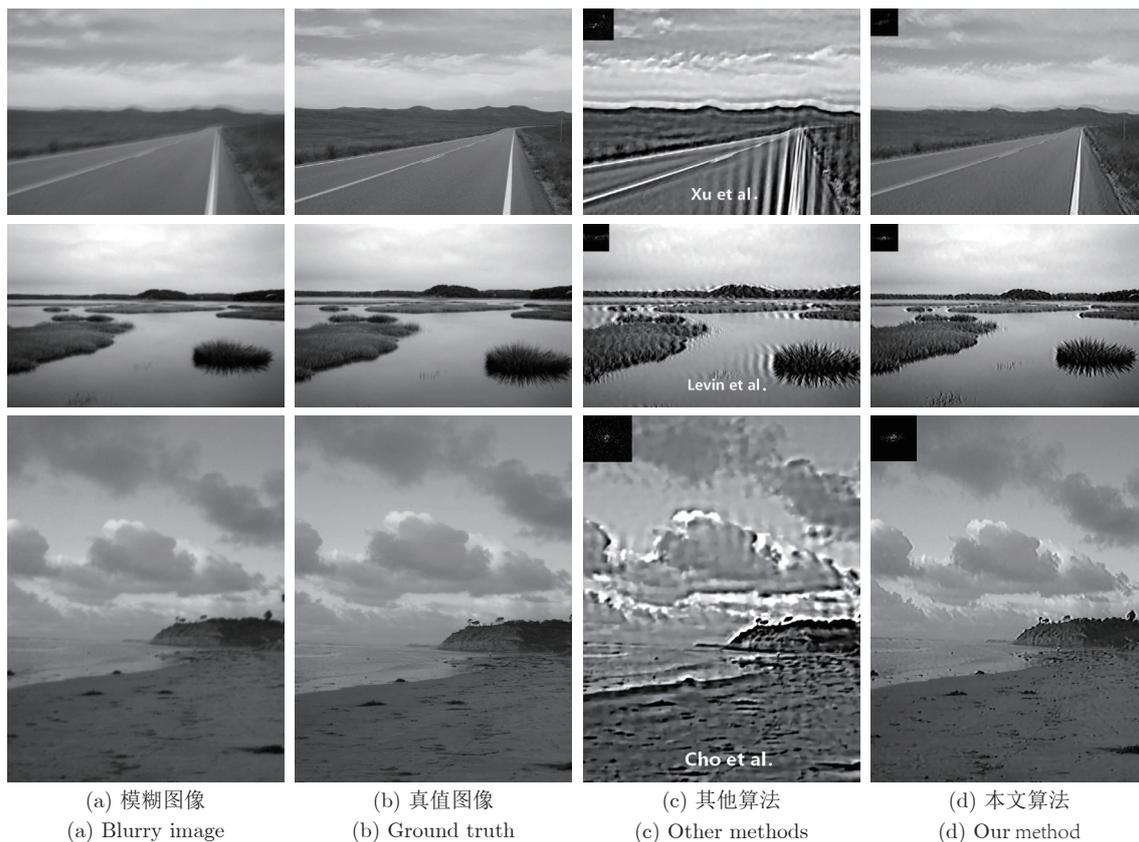 Xu et al.
Levin et al.
Cho et al.
(a) 模糊图像
(b) 真值图像
(c) 其他算法
(d) 本文算法
(a) Blurry image
(b) Ground truth
(c) Other methods
(d) Our method